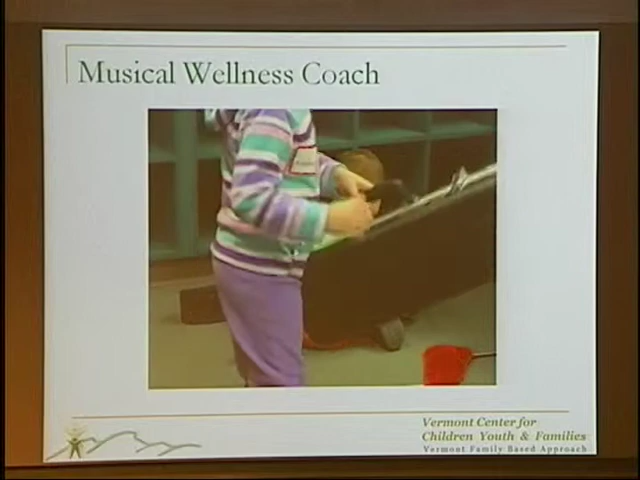 Musical Wellness Coach
Vermont Center for
Children Youth & Families
Vermont Family Based Approach